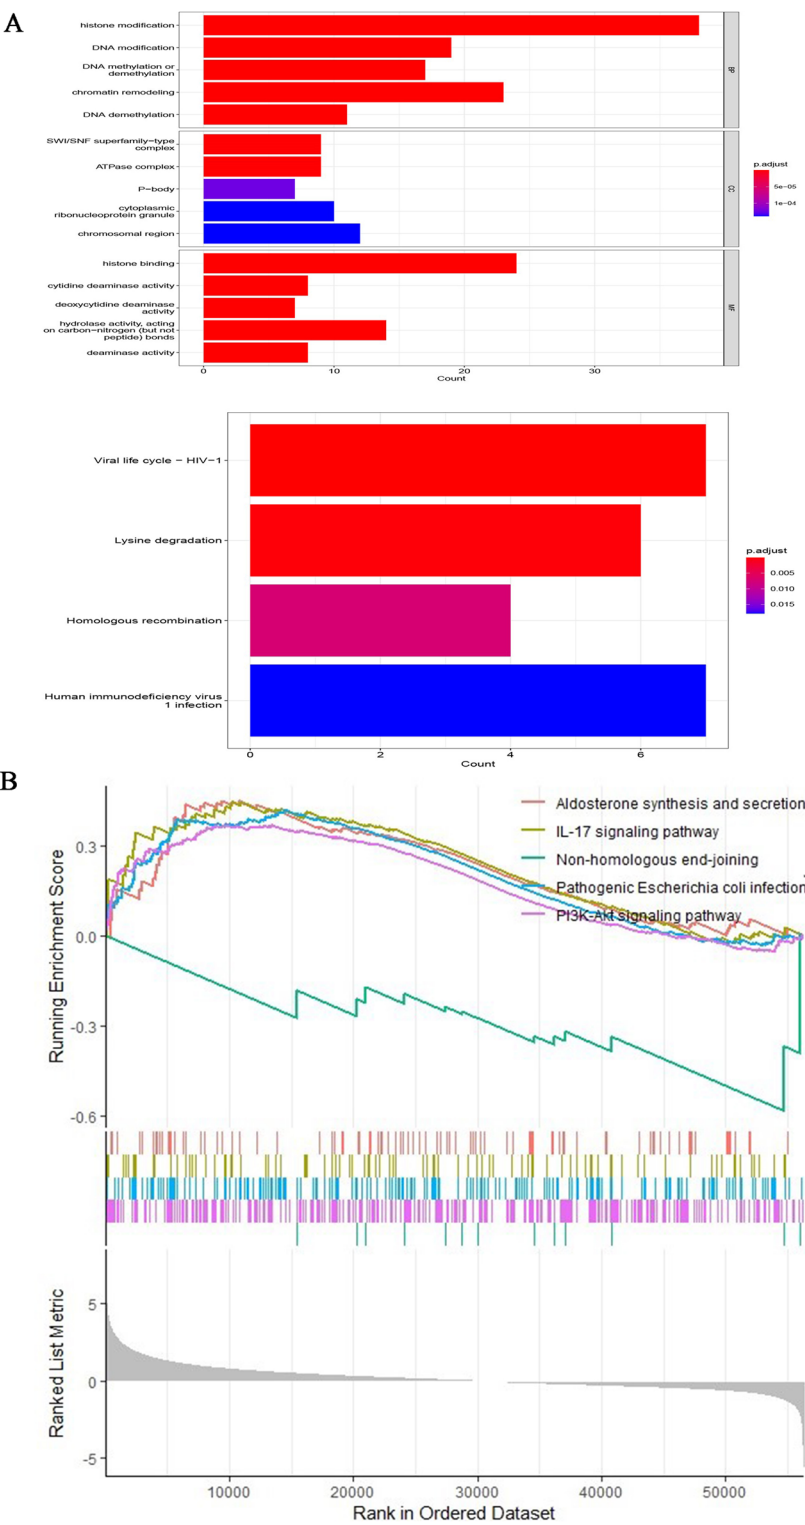 A
histone modification
DNA modification
DNA methylation or
demethylation
chromatin remodeling
DNA demethylation
BP
SWI/SNF superfamily−type
complex
ATPase complex
P−body
cytoplasmic
ribonucleoprotein granule
chromosomal region
CC
histone binding
cytidine deaminase activity
deoxycytidine deaminase
activity
hydrolase activity, acting
on carbon−nitrogen (but not
peptide) bonds
deaminase activity
MF
0 10 20 30
Count
p.adjust
5e−05
1e−04
Viral life cycle − HIV−1
Lysine degradation
Homologous recombination
Human immunodeficiency virus
1 infection
0 2 4 6
Count
p.adjust
0.005
0.010
0.015
B
Running Enrichment Score
0.3
0.0
-0.3
-0.6
Aldosterone synthesis and secretion
IL-17 signaling pathway
Non-homologous end-joining
Pathogenic Escherichia coli infection
PI3K-Akt signaling pathway
Ranked List Metric
5
0
-5
10000 20000 30000 40000 50000
Rank in Ordered Dataset